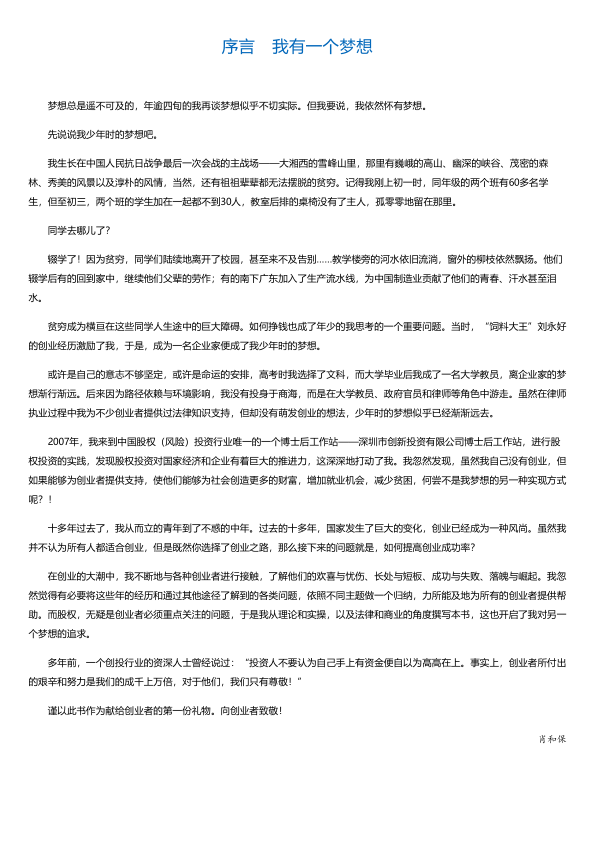 序言　我有一个梦想
梦想总是遥不可及的，年逾四旬的我再谈梦想似乎不切实际。但我要说，我依然怀有梦想。
先说说我少年时的梦想吧。
我生长在中国人民抗日战争最后一次会战的主战场——大湘西的雪峰山里，那里有巍峨的高山、幽深的峡谷、茂密的森
林、秀美的风景以及淳朴的风情，当然，还有祖祖辈辈都无法摆脱的贫穷。记得我刚上初一时，同年级的两个班有60多名学
生，但至初三，两个班的学生加在一起都不到30人，教室后排的桌椅没有了主人，孤零零地留在那里。
同学去哪儿了？
辍学了！因为贫穷，同学们陆续地离开了校园，甚至来不及告别……教学楼旁的河水依旧流淌，窗外的柳枝依然飘扬。他们
辍学后有的回到家中，继续他们父辈的劳作；有的南下广东加入了生产流水线，为中国制造业贡献了他们的青春、汗水甚至泪
水。
贫穷成为横亘在这些同学人生途中的巨大障碍。如何挣钱也成了年少的我思考的一个重要问题。当时，“饲料大王”刘永好
的创业经历激励了我，于是，成为一名企业家便成了我少年时的梦想。
或许是自己的意志不够坚定，或许是命运的安排，高考时我选择了文科，而大学毕业后我成了一名大学教员，离企业家的梦
想渐行渐远。后来因为路径依赖与环境影响，我没有投身于商海，而是在大学教员、政府官员和律师等角色中游走。虽然在律师
执业过程中我为不少创业者提供过法律知识支持，但却没有萌发创业的想法，少年时的梦想似乎已经渐渐远去。
2007年，我来到中国股权（风险）投资行业唯一的一个博士后工作站——深圳市创新投资有限公司博士后工作站，进行股
权投资的实践，发现股权投资对国家经济和企业有着巨大的推进力，这深深地打动了我。我忽然发现，虽然我自己没有创业，但
如果能够为创业者提供支持，使他们能够为社会创造更多的财富，增加就业机会，减少贫困，何尝不是我梦想的另一种实现方式
呢？！
十多年过去了，我从而立的青年到了不惑的中年。过去的十多年，国家发生了巨大的变化，创业已经成为一种风尚。虽然我
并不认为所有人都适合创业，但是既然你选择了创业之路，那么接下来的问题就是，如何提高创业成功率？
在创业的大潮中，我不断地与各种创业者进行接触，了解他们的欢喜与忧伤、长处与短板、成功与失败、落魄与崛起。我忽
然觉得有必要将这些年的经历和通过其他途径了解到的各类问题，依照不同主题做一个归纳，力所能及地为所有的创业者提供帮
助。而股权，无疑是创业者必须重点关注的问题，于是我从理论和实操，以及法律和商业的角度撰写本书，这也开启了我对另一
个梦想的追求。
多年前，一个创投行业的资深人士曾经说过：“投资人不要认为自己手上有资金便自以为高高在上。事实上，创业者所付出
的艰辛和努力是我们的成千上万倍，对于他们，我们只有尊敬！”
谨以此书作为献给创业者的第一份礼物。向创业者致敬！
肖和保